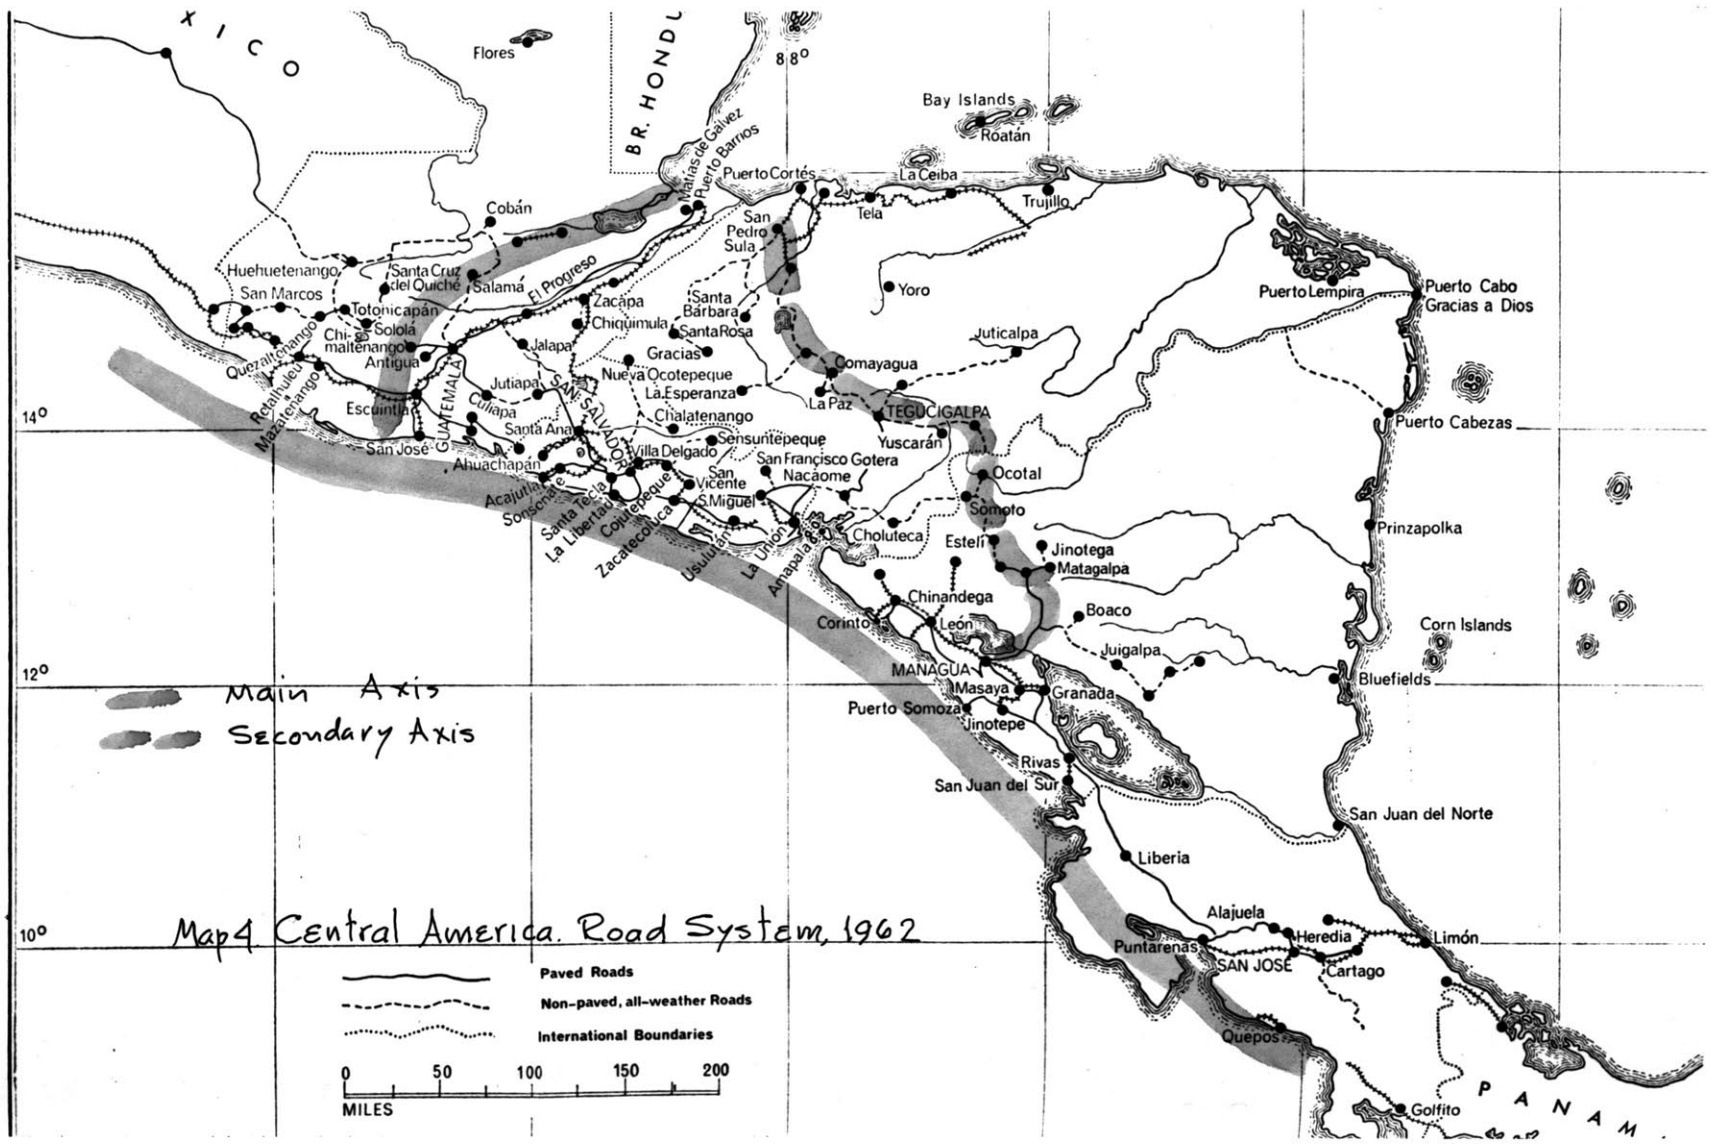 X I C O
Flores
BR. HONDU
88°
Bay Islands
Roatán
Matías de Gálvez
Puerto Barrios
Puerto Cortés
La Ceiba
Tela
Trujillo
Cobán
San
Pedro
Sula
Huehuetenango
Santa Cruz
del Quiché
Salamá
El Progreso
San Marcos
Totonicapán
Sololá
Chi-
maltenango
Antigua
Zacapa
Chiquimula
Santa
Bárbara
Santa Rosa
Gracias
Yoro
Puerto Lempira
Puerto Cabo
Gracias a Dios
Quezaltenango
Retalhuleu
Mazatenango
Jalapa
Nueva Ocotepeque
La Esperanza
Comayagua
Juticalpa
La Paz
Escuintla
GUATEMALA
Jutiapa
Cuilapa
SAN SALVADOR
Chalatenango
TEGUCIGALPA
Yuscarán
Puerto Cabezas
14°
San José
Santa Ana
Ahuachapán
Villa Delgado
Sensuntepeque
San Francisco Gotera
Nacaome
Ocotal
San
Vicente
S.Miguel
Acajutla
Sonsonate
Santa Tecla
La Libertad
Cojutepeque
Zacatecoluca
Usulután
La Unión
Amapala
Choluteca
Somoto
Estelí
Jinotega
Matagalpa
Prinzapolka
Chinandega
Corinto
León
Boaco
Juigalpa
Corn Islands
MANAGUA
12°
Masaya
Granada
Bluefields
Main Axis
Secondary Axis
Puerto Somoza
Jinotepe
Rivas
San Juan del Sur
San Juan del Norte
Liberia
Map 4 Central America. Road System, 1962
10°
Alajuela
Heredia
Limón
Puntarenas
SAN JOSÉ
Cartago
Quepos
Paved Roads
Non-paved, all-weather Roads
International Boundaries
0 50 100 150 200
MILES
Golfito
P A N A M